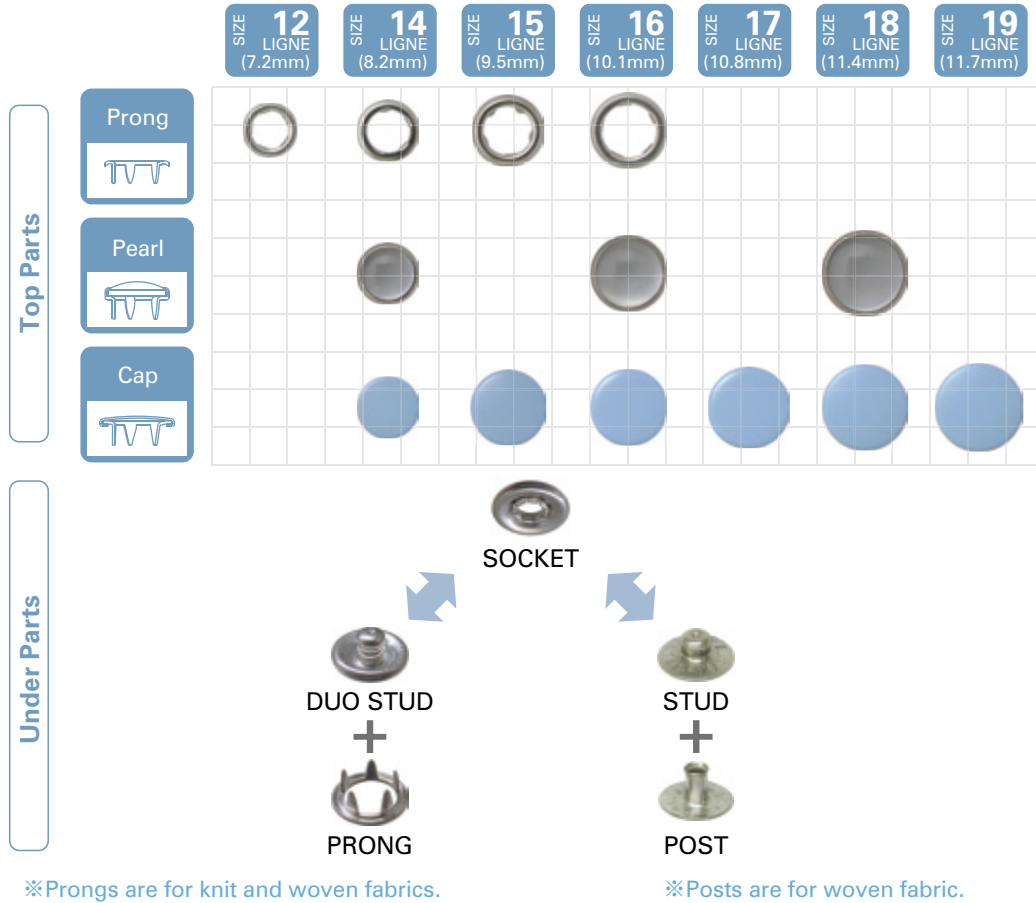 SIZE 12 LIGNE (7.2mm)
SIZE 14 LIGNE (8.2mm)
SIZE 15 LIGNE (9.5mm)
SIZE 16 LIGNE (10.1mm)
SIZE 17 LIGNE (10.8mm)
SIZE 18 LIGNE (11.4mm)
SIZE 19 LIGNE (11.7mm)
Top Parts
Prong
Pearl
Cap
Under Parts
SOCKET
DUO STUD
+
PRONG
STUD
+
POST
※Prongs are for knit and woven fabrics.
※Posts are for woven fabric.